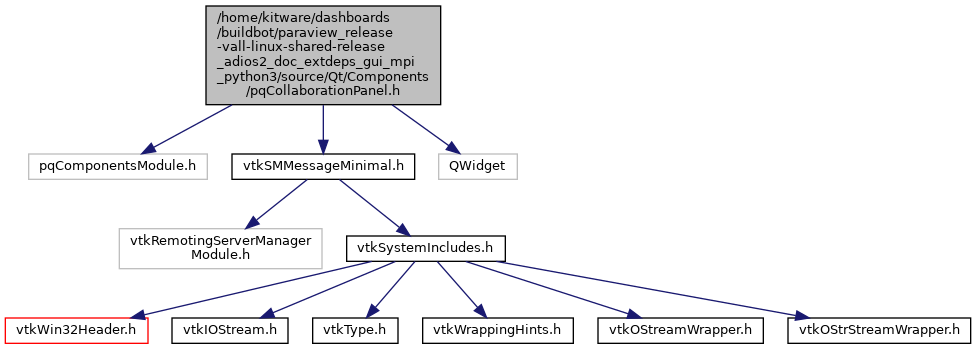 /home/kitware/dashboards
/buildbot/paraview_release
-vall-linux-shared-release
_adios2_doc_extdeps_gui_mpi
_python3/source/Qt/Components
/pqCollaborationPanel.h
pqComponentsModule.h
vtkSMMessageMinimal.h
QWidget
vtkRemotingServerManager
Module.h
vtkSystemIncludes.h
vtkWin32Header.h
vtkIOStream.h
vtkType.h
vtkWrappingHints.h
vtkOStreamWrapper.h
vtkOStrStreamWrapper.h